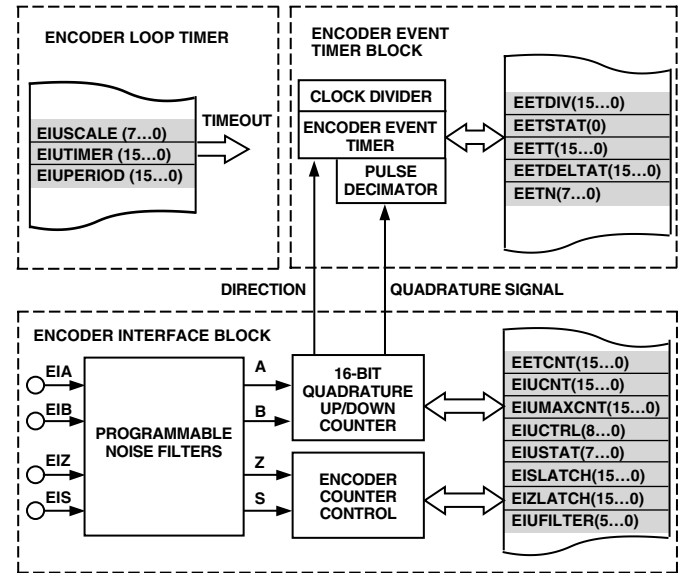 ENCODER LOOP TIMER
EIUSCALE (7...0)
EIUTIMER (15...0)
EIUPERIOD (15...0)
TIMEOUT
ENCODER EVENT
TIMER BLOCK
CLOCK DIVIDER
ENCODER EVENT
TIMER
PULSE
DECIMATOR
EETDIV(15...0)
EETSTAT(0)
EETT(15...0)
EETDELTAT(15...0)
EETN(7...0)
DIRECTION
QUADRATURE SIGNAL
ENCODER INTERFACE BLOCK
EIA
EIB
EIZ
EIS
PROGRAMMABLE
NOISE FILTERS
A
B
Z
S
16-BIT
QUADRATURE
UP/DOWN
COUNTER
ENCODER
COUNTER
CONTROL
EETCNT(15...0)
EIUCNT(15...0)
EIUMAXCNT(15...0)
EIUCTRL(8...0)
EIUSTAT(7...0)
EISLATCH(15...0)
EIZLATCH(15...0)
EIUFILTER(5...0)